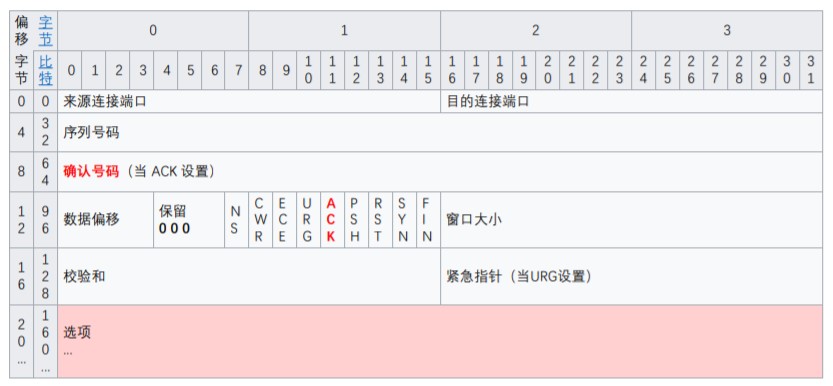 偏移 字节 0 1 2 3
字节 比特 0 1 2 3 4 5 6 7 8 9 10 11 12 13 14 15 16 17 18 19 20 21 22 23 24 25 26 27 28 29 30 31
0 0 来源连接端口 目的连接端口
4 32 序列号码
8 64 确认号码（当 ACK 设置）
12 96 数据偏移 保留 000 NS CWR ECE URG ACK PSH RST SYN FIN 窗口大小
16 128 校验和 紧急指针（当URG设置）
20 ... 160 ... 选项
...